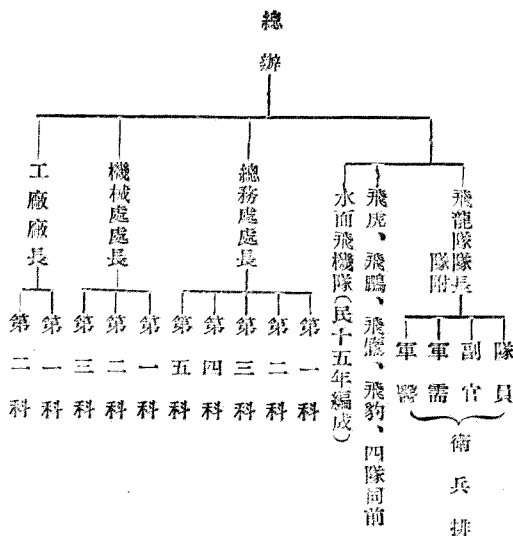 總辦
飛龍隊隊長
隊附
隊員
副官
軍需
軍醫
衛兵排
飛虎、飛鵬、飛鷹、飛豹、四隊同前
水面飛機隊(民十五年編成)
總務處處長
第一科
第二科
第三科
第四科
第五科
機械處處長
第一科
第二科
第三科
工廠廠長
第一科
第二科